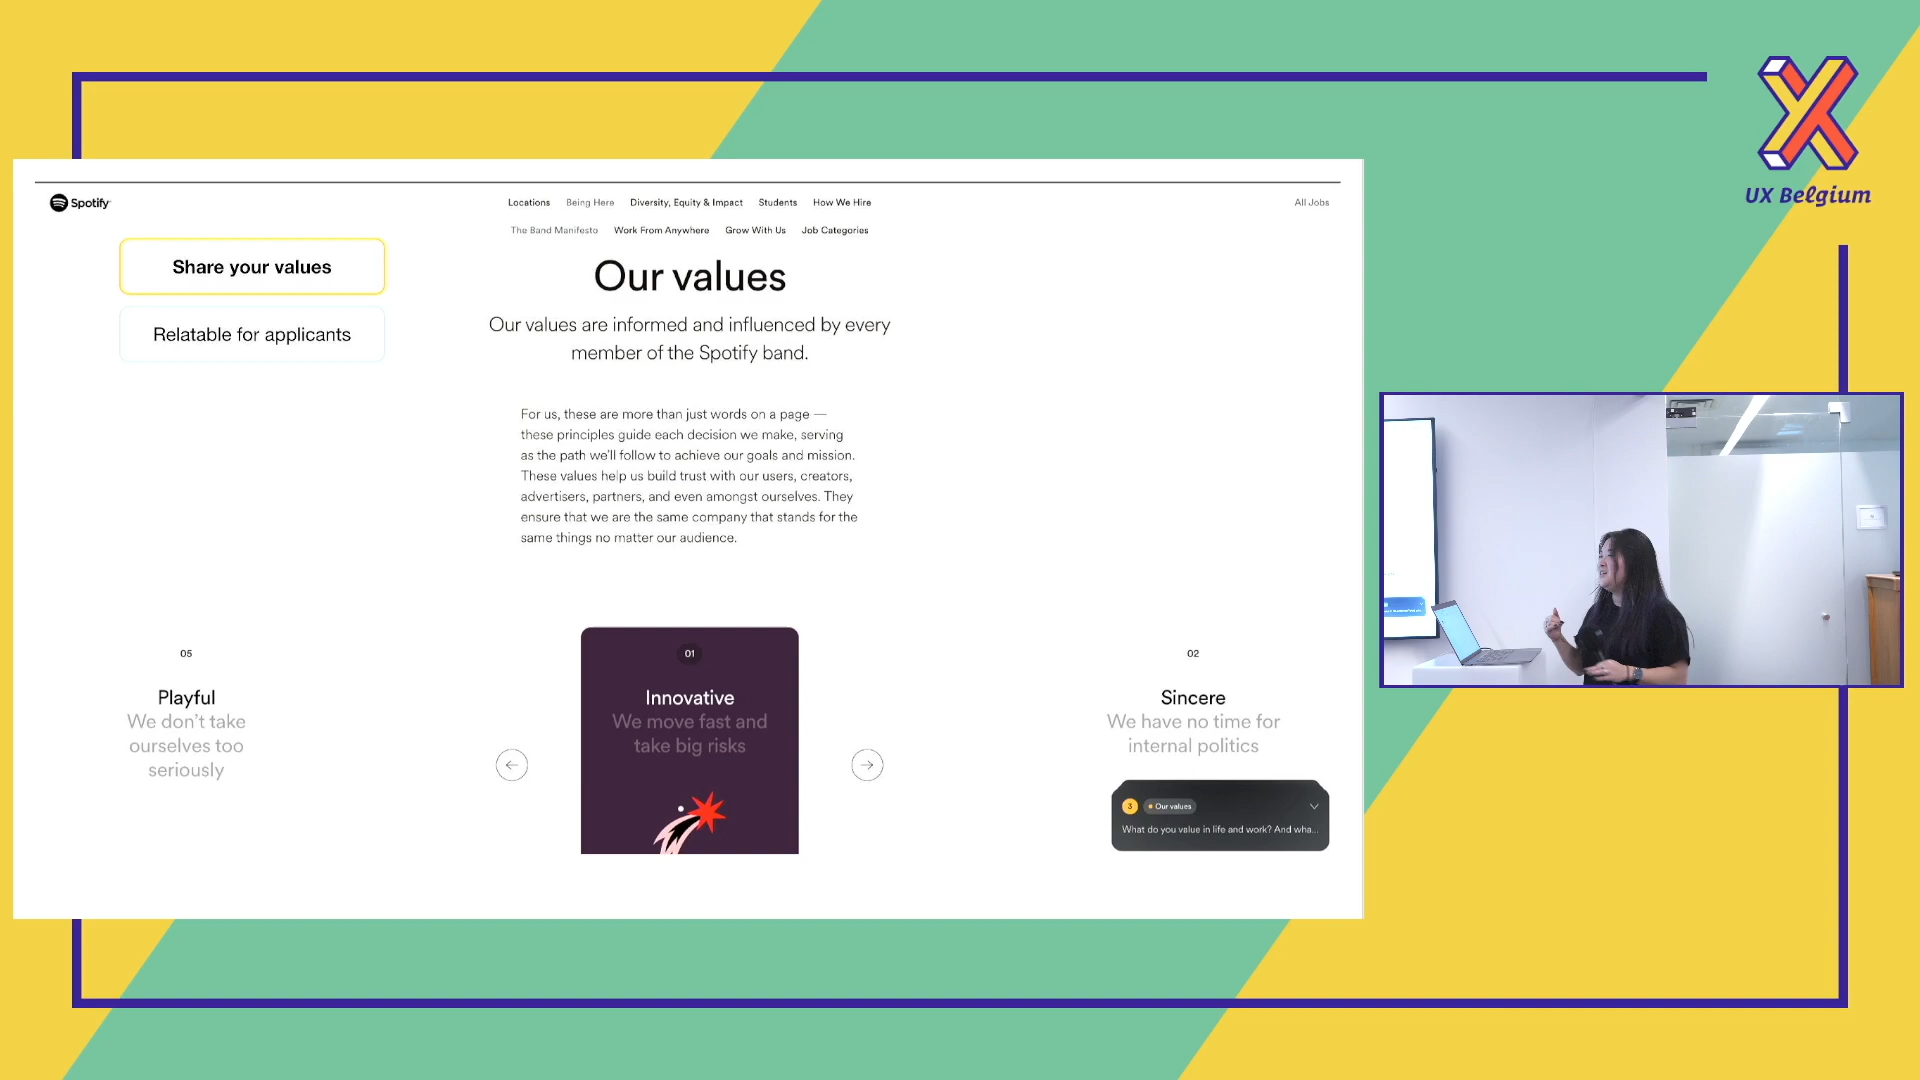 UX Belgium
Spotify
Locations Being Here Diversity, Equity & Impact Students How We Hire
All Jobs
The Band Manifesto Work From Anywhere Grow With Us Job Categories
Share your values
Relatable for applicants
Our values
Our values are informed and influenced by every
member of the Spotify band.
For us, these are more than just words on a page —
these principles guide each decision we make, serving
as the path we'll follow to achieve our goals and mission.
These values help us build trust with our users, creators,
advertisers, partners, and even amongst ourselves. They
ensure that we are the same company that stands for the
same things no matter our audience.
05
Playful
We don't take
ourselves too
seriously
01
Innovative
We move fast and
take big risks
02
Sincere
We have no time for
internal politics
3 Our values
What do you value in life and work? And wha...